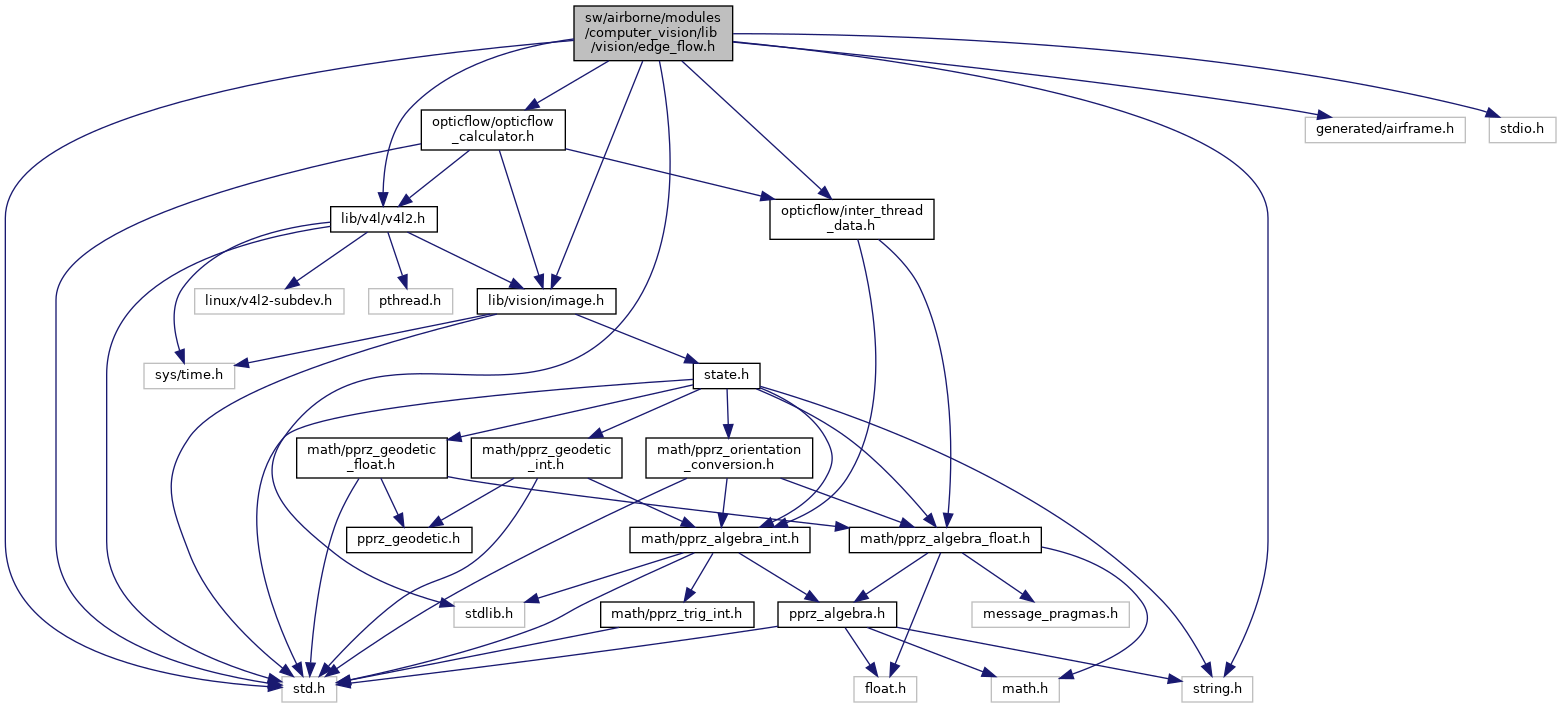 sw/airborne/modules
/computer_vision/lib
/vision/edge_flow.h
opticflow/opticflow
_calculator.h
generated/airframe.h
stdio.h
lib/v4l/v4l2.h
opticflow/inter_thread
_data.h
linux/v4l2-subdev.h
pthread.h
lib/vision/image.h
sys/time.h
state.h
math/pprz_geodetic
_float.h
math/pprz_geodetic
_int.h
math/pprz_orientation
_conversion.h
pprz_geodetic.h
math/pprz_algebra_int.h
math/pprz_algebra_float.h
stdlib.h
math/pprz_trig_int.h
pprz_algebra.h
message_pragmas.h
std.h
float.h
math.h
string.h